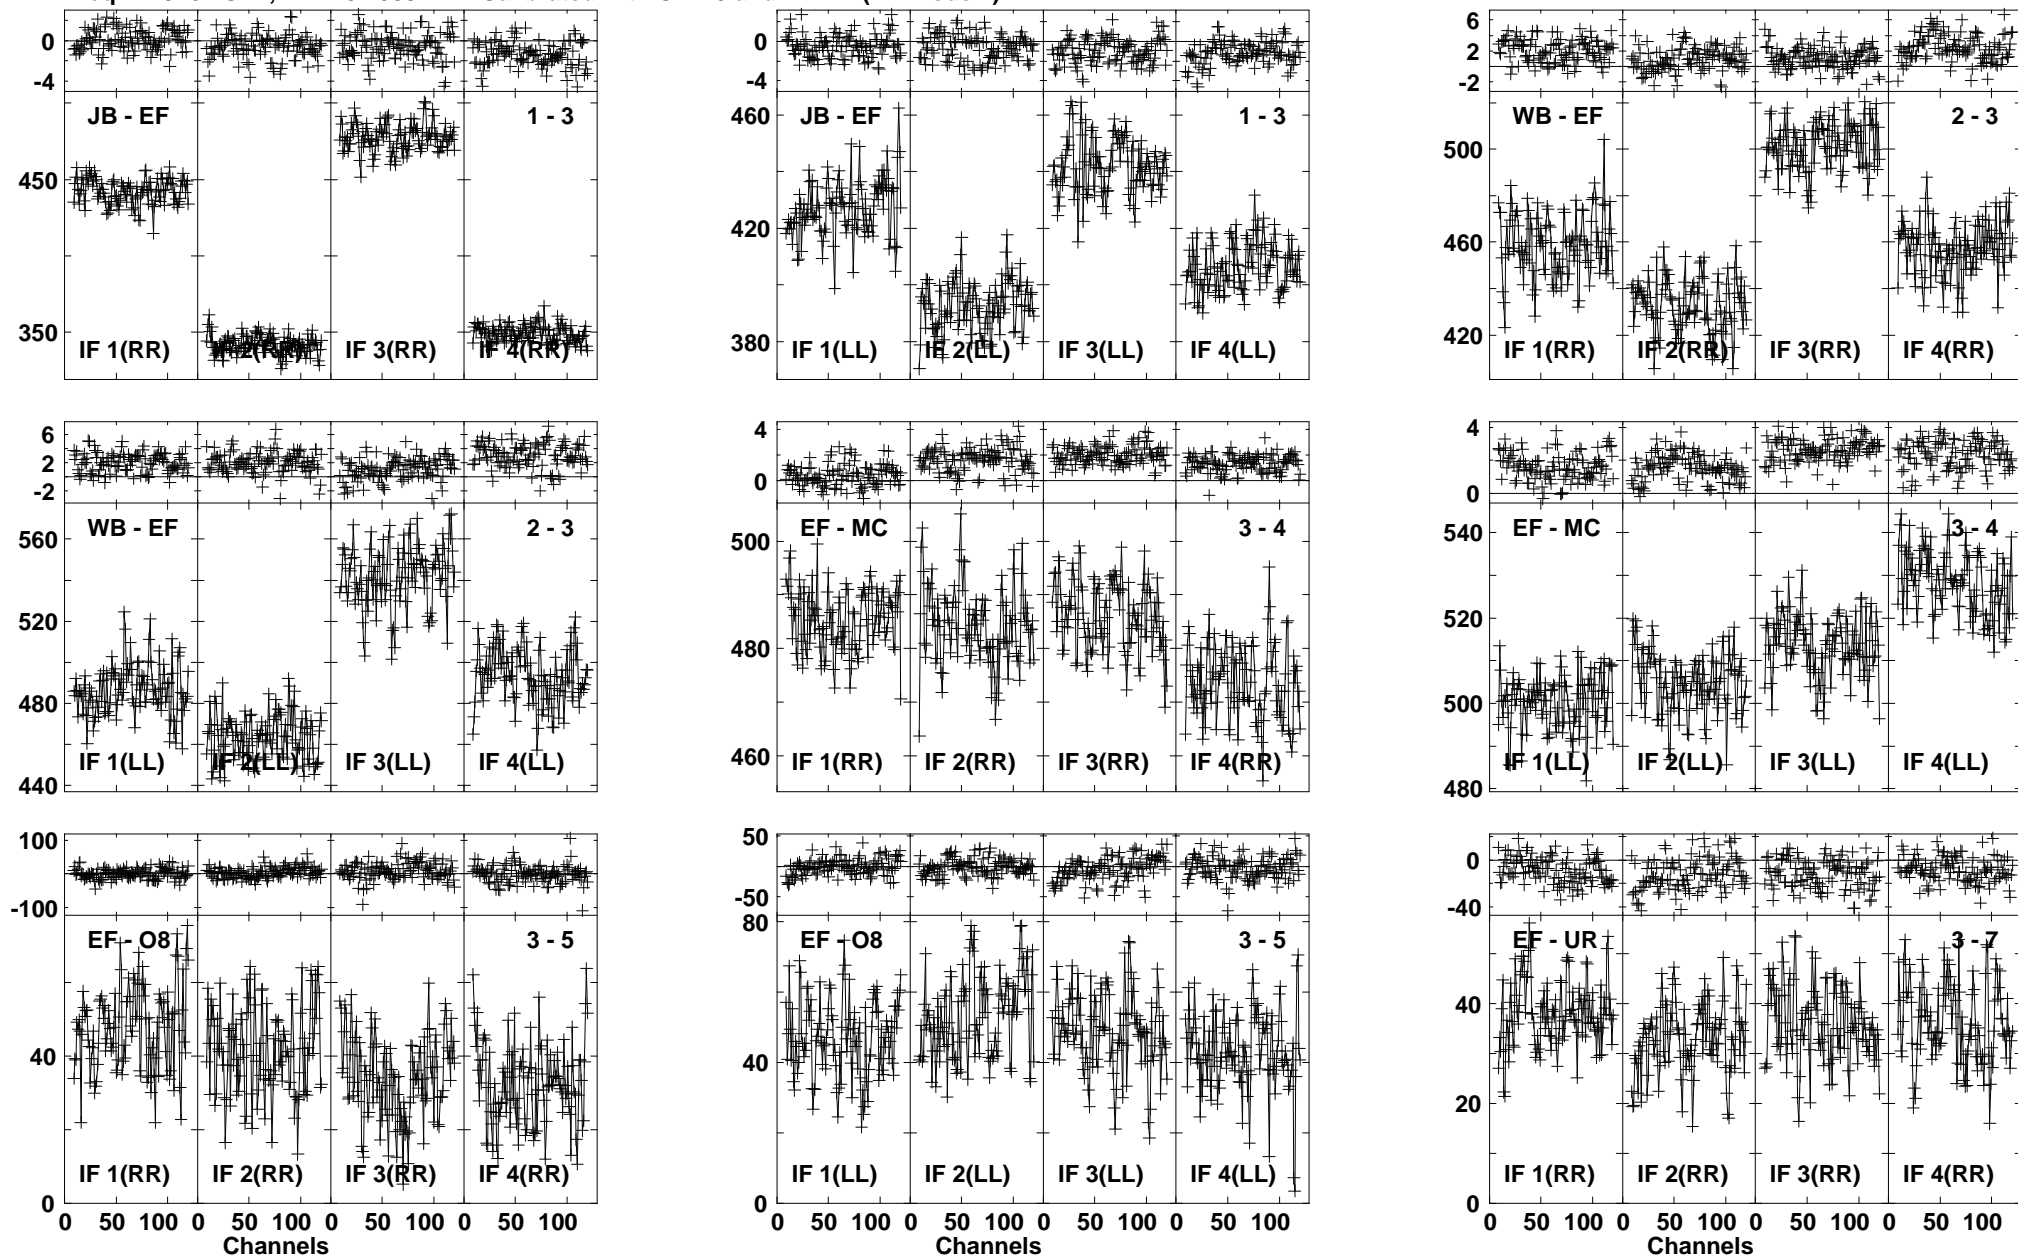 0
-4
JB - EF
1 - 3
450
350
IF 1(RR)
IF 2(RR)
IF 3(RR)
IF 4(RR)
0
-4
JB - EF
1 - 3
460
420
380
IF 1(LL)
IF 2(LL)
IF 3(LL)
IF 4(LL)
6
2
-2
WB - EF
2 - 3
500
460
420
IF 1(RR)
IF 2(RR)
IF 3(RR)
IF 4(RR)
6
2
-2
WB - EF
2 - 3
560
520
480
440
IF 1(LL)
IF 2(LL)
IF 3(LL)
IF 4(LL)
4
0
EF - MC
3 - 4
500
480
460
IF 1(RR)
IF 2(RR)
IF 3(RR)
IF 4(RR)
4
0
EF - MC
3 - 4
540
520
500
480
IF 1(LL)
IF 2(LL)
IF 3(LL)
IF 4(LL)
100
-100
EF - O8
3 - 5
40
0
IF 1(RR)
IF 2(RR)
IF 3(RR)
IF 4(RR)
0 50 100 0 50 100 0 50 100 0 50 100
Channels
50
-50
EF - O8
3 - 5
80
40
0
IF 1(LL)
IF 2(LL)
IF 3(LL)
IF 4(LL)
0 50 100 0 50 100 0 50 100 0 50 100
Channels
0
-40
EF - UR
3 - 7
40
20
0
IF 1(RR)
IF 2(RR)
IF 3(RR)
IF 4(RR)
0 50 100 0 50 100 0 50 100 0 50 100
Channels